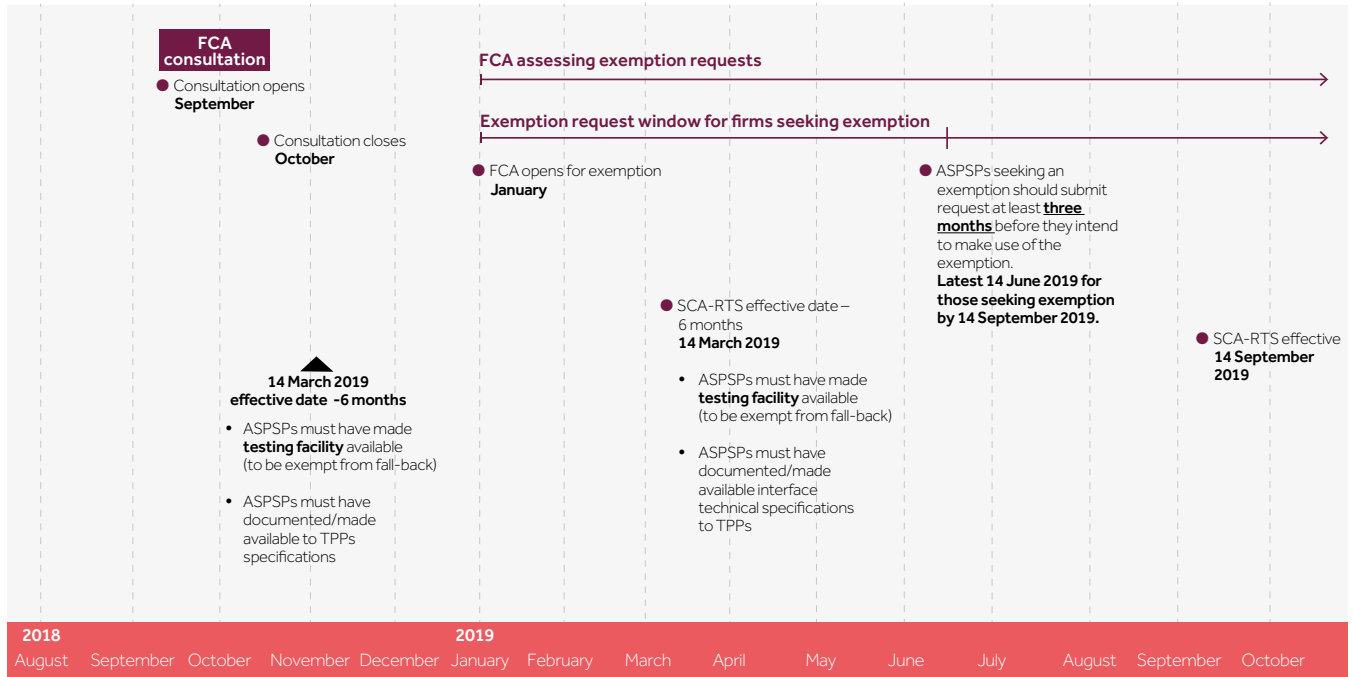 FCA
consultation
Consultation opens
September
Consultation closes
October
FCA assessing exemption requests
Exemption request window for firms seeking exemption
FCA opens for exemption
January
ASPSPs seeking an
exemption should submit
request at least three
months before they intend
to make use of the
exemption.
Latest 14 June 2019 for
those seeking exemption
by 14 September 2019.
SCA-RTS effective date –
6 months
14 March 2019
• ASPSPs must have made
testing facility available
(to be exempt from fall-back)
• ASPSPs must have
documented/made
available interface
technical specifications
to TPPs
SCA-RTS effective
14 September
2019
14 March 2019
effective date -6 months
• ASPSPs must have made
testing facility available
(to be exempt from fall-back)
• ASPSPs must have
documented/made
available to TPPs
specifications
2018
2019
August September October November December January February March April May June July August September October